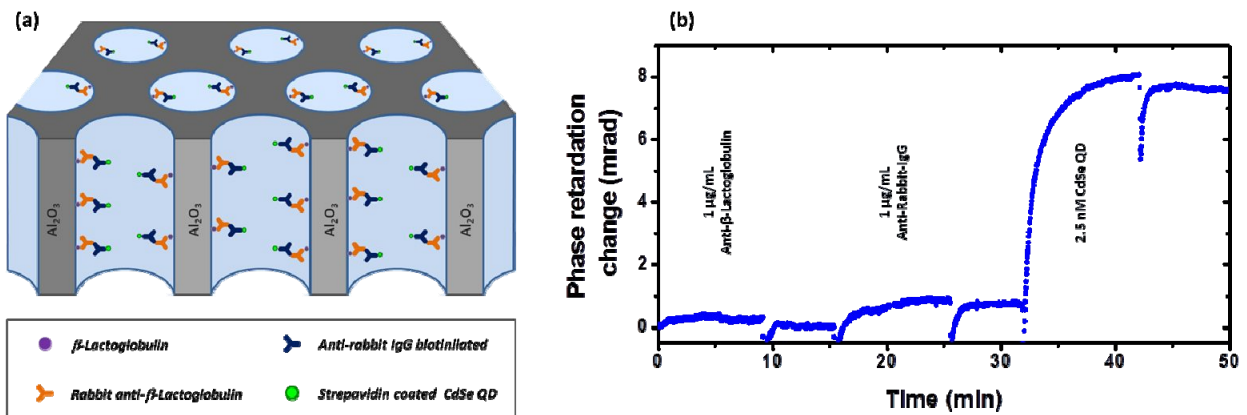 (a)
Al₂O₃
Al₂O₃
Al₂O₃
Al₂O₃
β-Lactoglobulin
Anti-rabbit IgG biotinilated
Rabbit anti-β-Lactoglobulin
Strepavidin coated CdSe QD
(b)
Phase retardation
change (mrad)
8
6
4
2
0
1 µg/mL
Anti-β-Lactoglobulin
1 µg/mL
Anti-Rabbit-IgG
2.5 nM CdSe QD
0
10
20
30
40
50
Time (min)